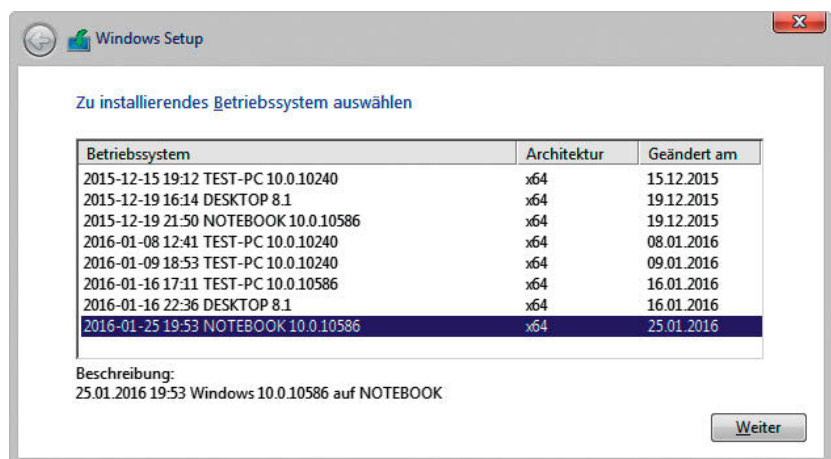 Windows Setup
Zu installierendes Betriebssystem auswählen
Betriebssystem Architektur Geändert am
2015-12-15 19:12 TEST-PC 10.0.10240 x64 15.12.2015
2015-12-19 16:14 DESKTOP 8.1 x64 19.12.2015
2015-12-19 21:50 NOTEBOOK 10.0.10586 x64 19.12.2015
2016-01-08 12:41 TEST-PC 10.0.10240 x64 08.01.2016
2016-01-09 18:53 TEST-PC 10.0.10240 x64 09.01.2016
2016-01-16 17:11 TEST-PC 10.0.10586 x64 16.01.2016
2016-01-16 22:36 DESKTOP 8.1 x64 16.01.2016
2016-01-25 19:53 NOTEBOOK 10.0.10586 x64 25.01.2016
Beschreibung:
25.01.2016 19:53 Windows 10.0.10586 auf NOTEBOOK
Weiter